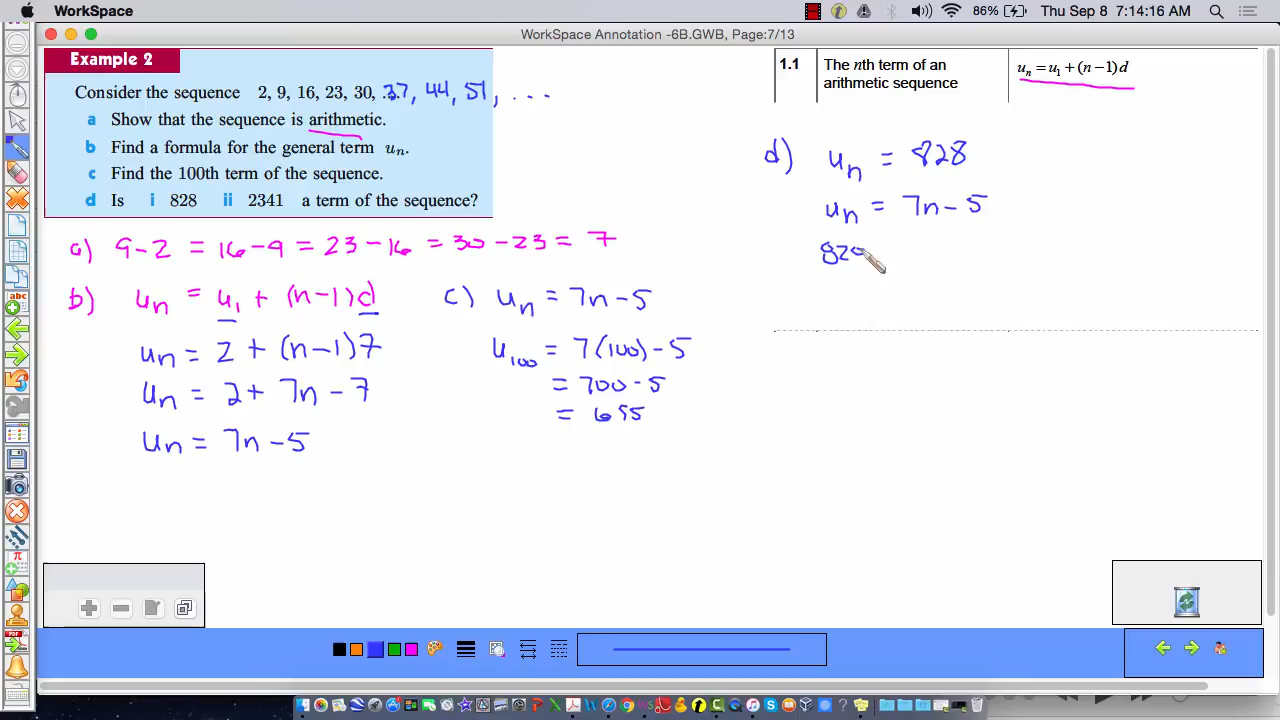 WorkSpace
86%
Thu Sep 8 7:14:16 AM
WorkSpace Annotation -6B.GWB, Page:7/13
Example 2
Consider the sequence 2, 9, 16, 23, 30, ... 37, 44, 51, ...
a Show that the sequence is arithmetic.
b Find a formula for the general term uₙ.
c Find the 100th term of the sequence.
d Is i 828 ii 2341 a term of the sequence?
1.1 The nth term of an arithmetic sequence uₙ = u₁ + (n − 1)d
a) 9 - 2 = 16 - 9 = 23 - 16 = 30 - 23 = 7
b) uₙ = u₁ + (n-1)d
uₙ = 2 + (n-1)7
uₙ = 2 + 7n - 7
uₙ = 7n - 5
c) uₙ = 7n - 5
u₁₀₀ = 7(100) - 5
= 700 - 5
= 695
d) uₙ = 828
uₙ = 7n - 5
828
abc
π
PDF